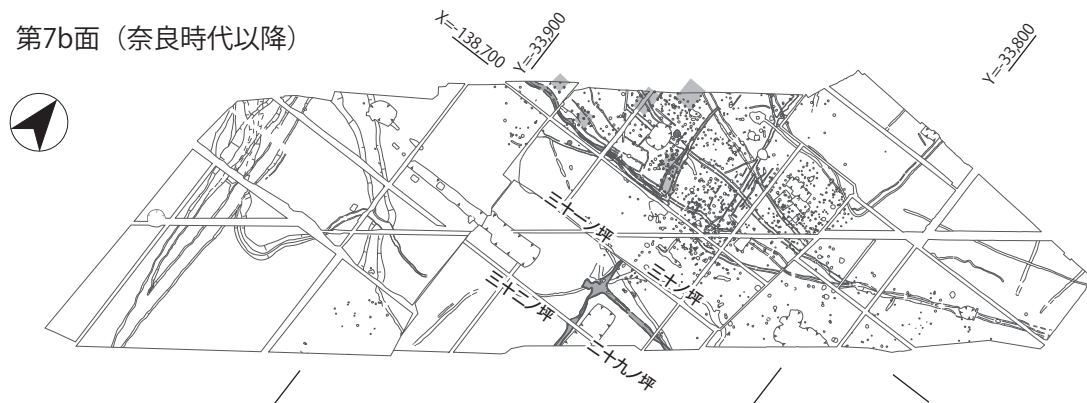 第7b面（奈良時代以降）
X=-138,700
Y=-33,900
Y=-33,800
三十一ノ坪
三十ノ坪
三十二ノ坪
二十九ノ坪